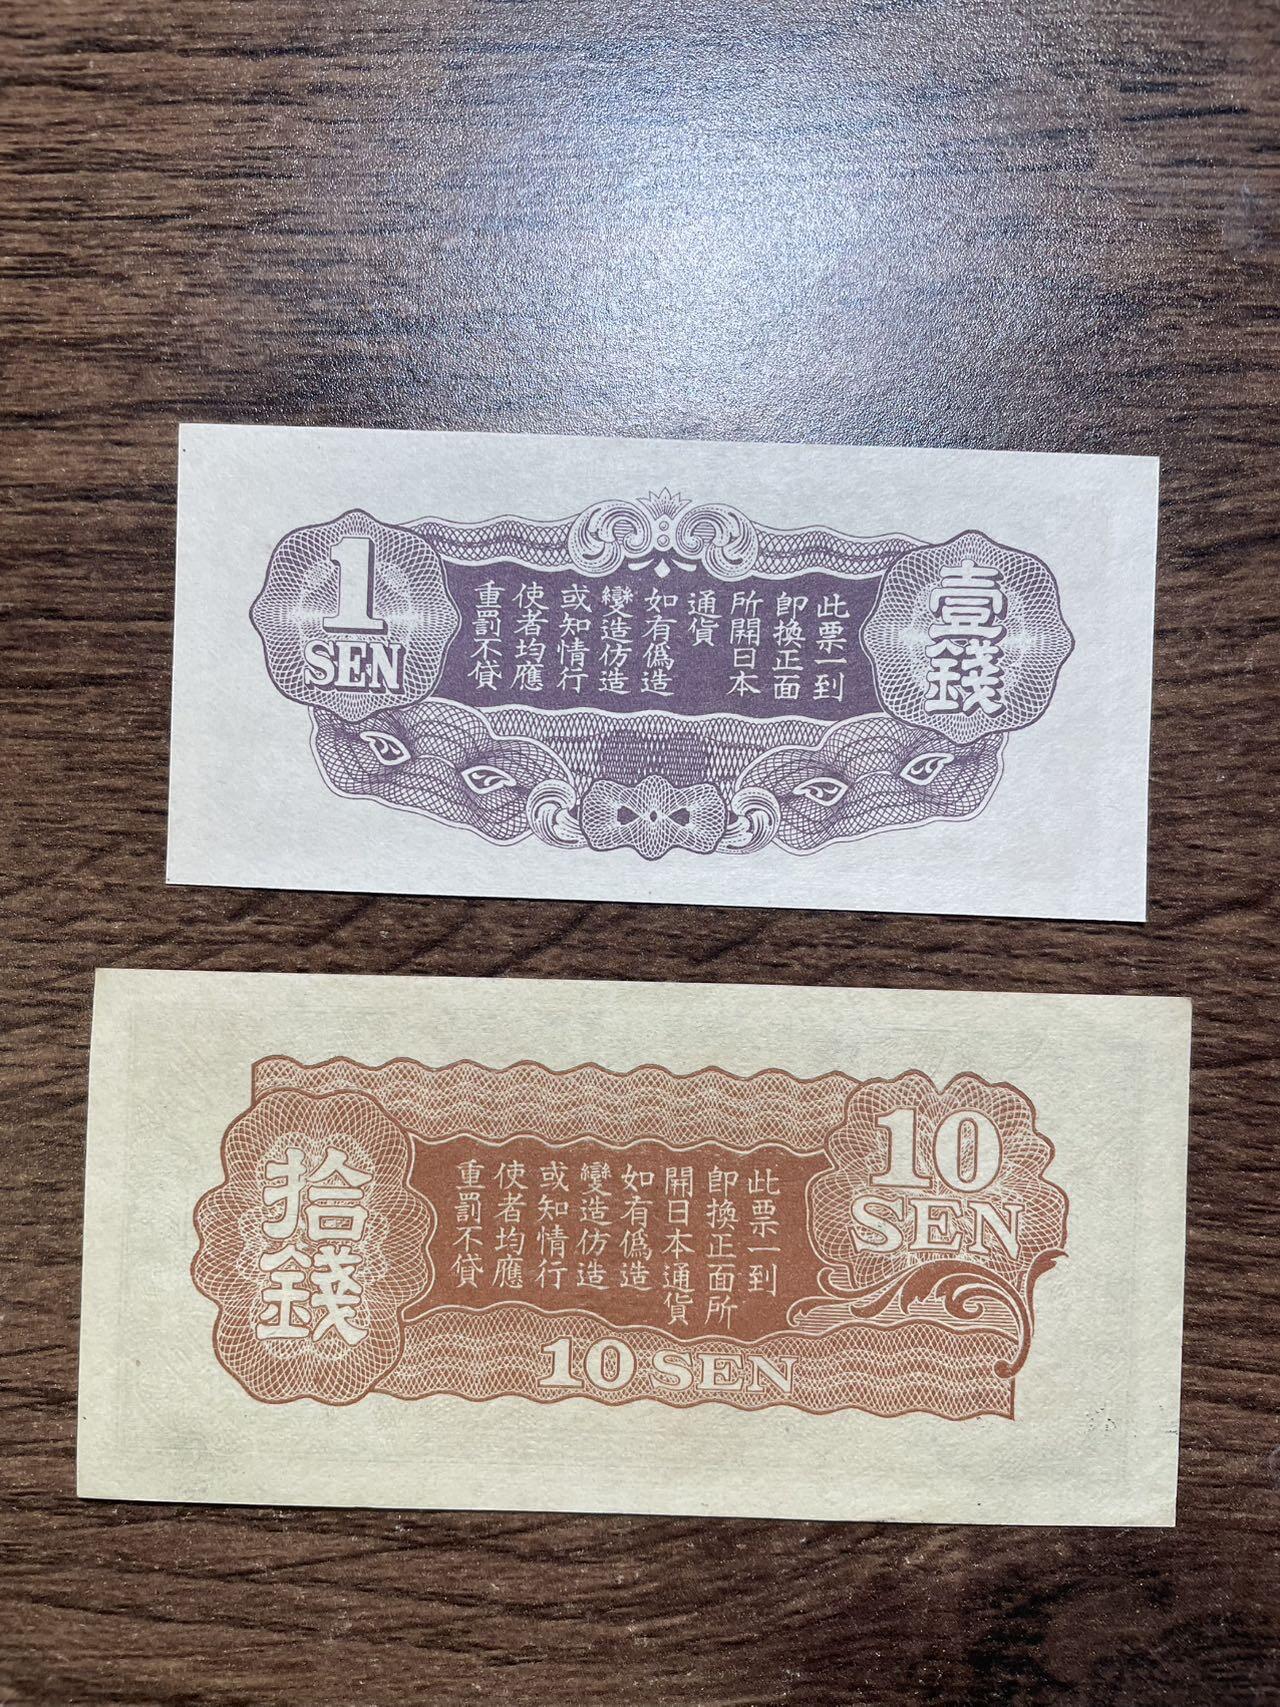 1
SEN
此票一到
即換正面
所開日本
通貨
如有偽造
變造仿造
或知情行
使者均應
重罰不貸
壹錢
拾錢
此票一到
即換正面所
開日本通貨
如有偽造
變造仿造
或知情行
使者均應
重罰不貸
10
SEN
10 SEN